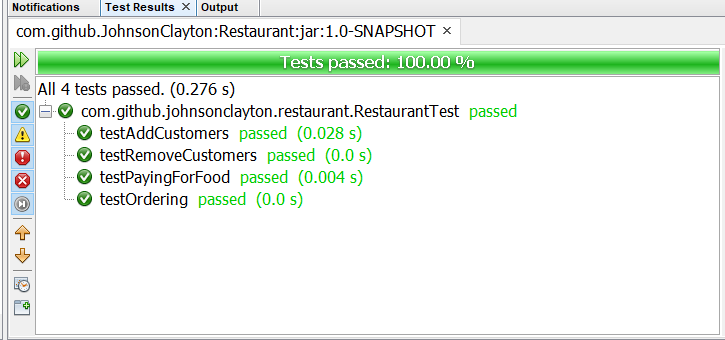 Notifications Test Results × Output
com.github.JohnsonClayton:Restaurant:jar:1.0-SNAPSHOT ×
Tests passed: 100.00 %
All 4 tests passed. (0.276 s)
com.github.johnsonclayton.restaurant.RestaurantTest passed
testAddCustomers passed (0.028 s)
testRemoveCustomers passed (0.0 s)
testPayingForFood passed (0.004 s)
testOrdering passed (0.0 s)